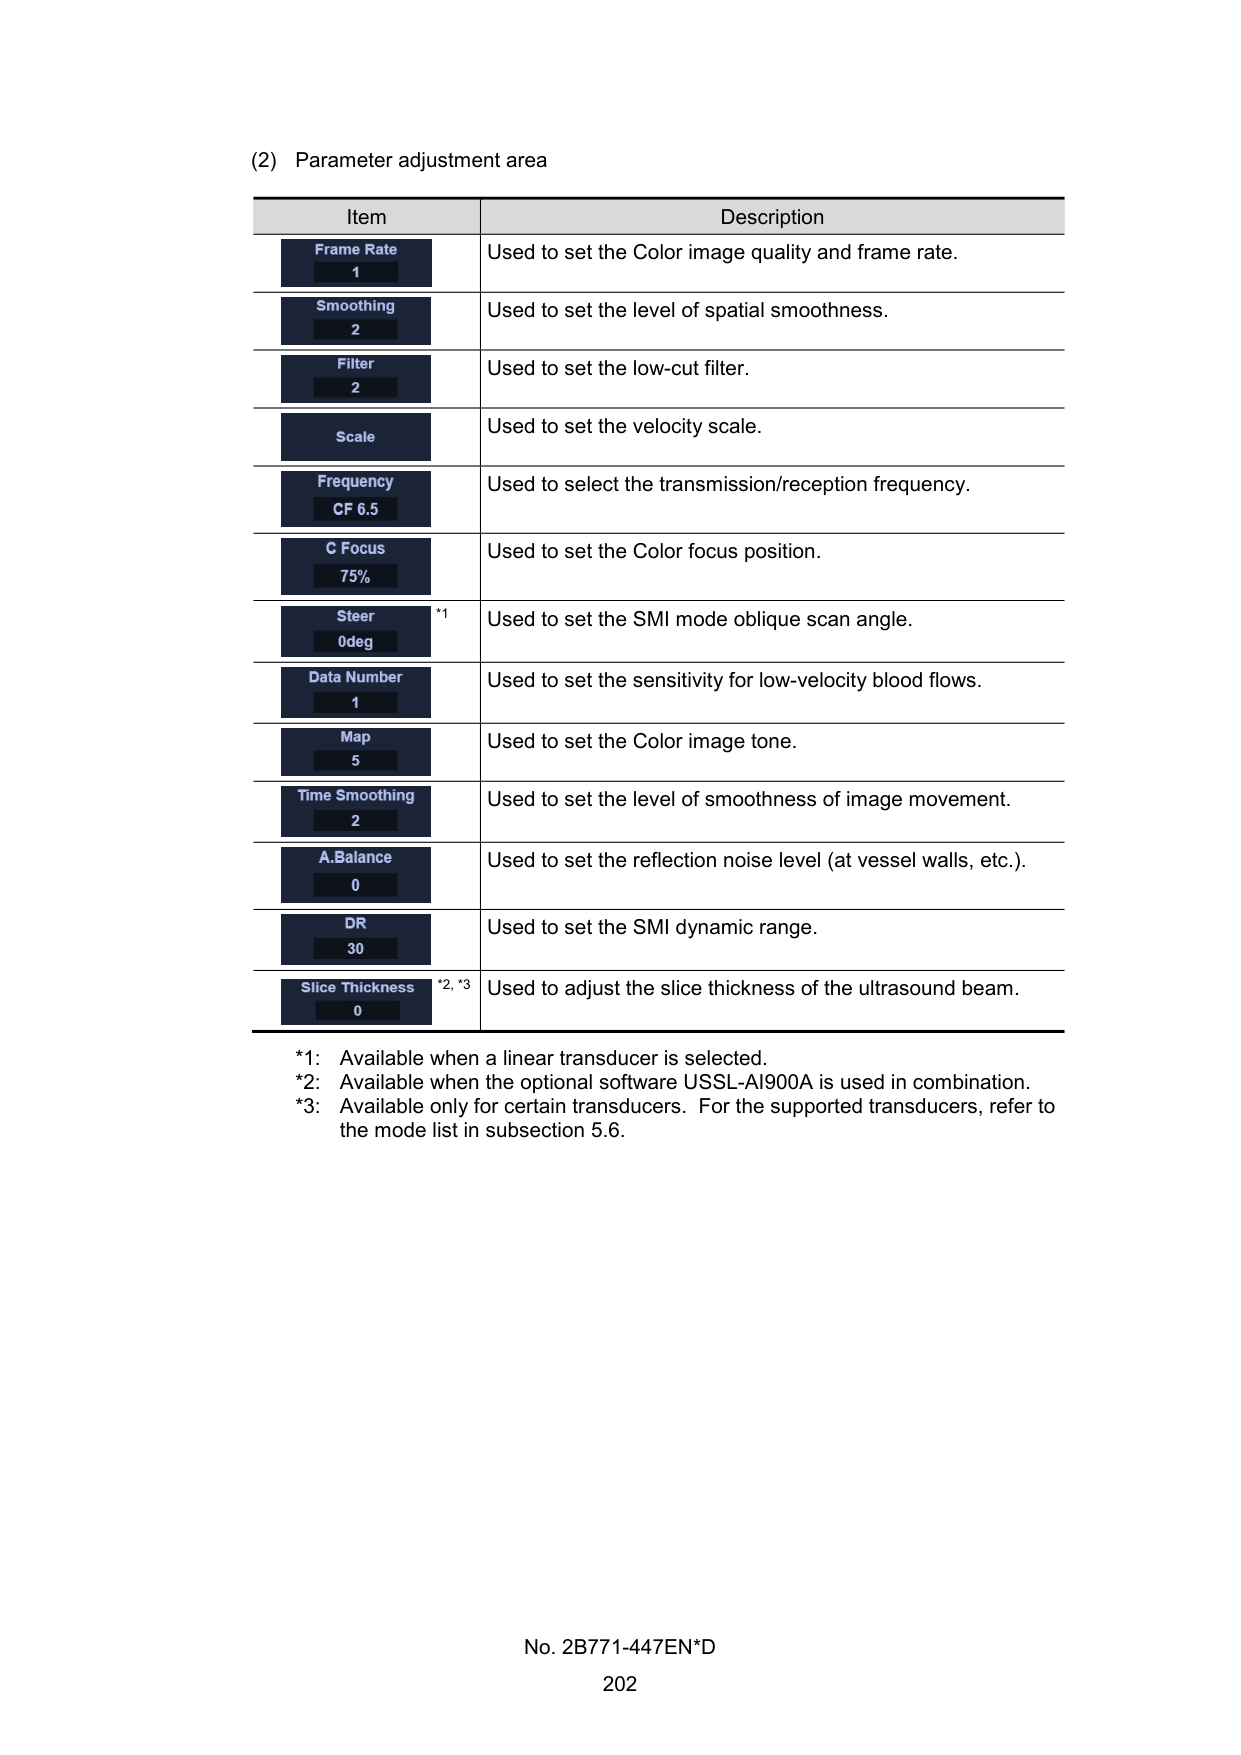 (2) Parameter adjustment area
Item Description
Frame Rate
1
Used to set the Color image quality and frame rate.
Smoothing
2
Used to set the level of spatial smoothness.
Filter
2
Used to set the low-cut filter.
Scale
Used to set the velocity scale.
Frequency
CF 6.5
Used to select the transmission/reception frequency.
C Focus
75%
Used to set the Color focus position.
Steer
0deg
*1
Used to set the SMI mode oblique scan angle.
Data Number
1
Used to set the sensitivity for low-velocity blood flows.
Map
5
Used to set the Color image tone.
Time Smoothing
2
Used to set the level of smoothness of image movement.
A.Balance
0
Used to set the reflection noise level (at vessel walls, etc.).
DR
30
Used to set the SMI dynamic range.
Slice Thickness
0
*2, *3
Used to adjust the slice thickness of the ultrasound beam.
*1: Available when a linear transducer is selected.
*2: Available when the optional software USSL-AI900A is used in combination.
*3: Available only for certain transducers. For the supported transducers, refer to
the mode list in subsection 5.6.
No. 2B771-447EN*D
202